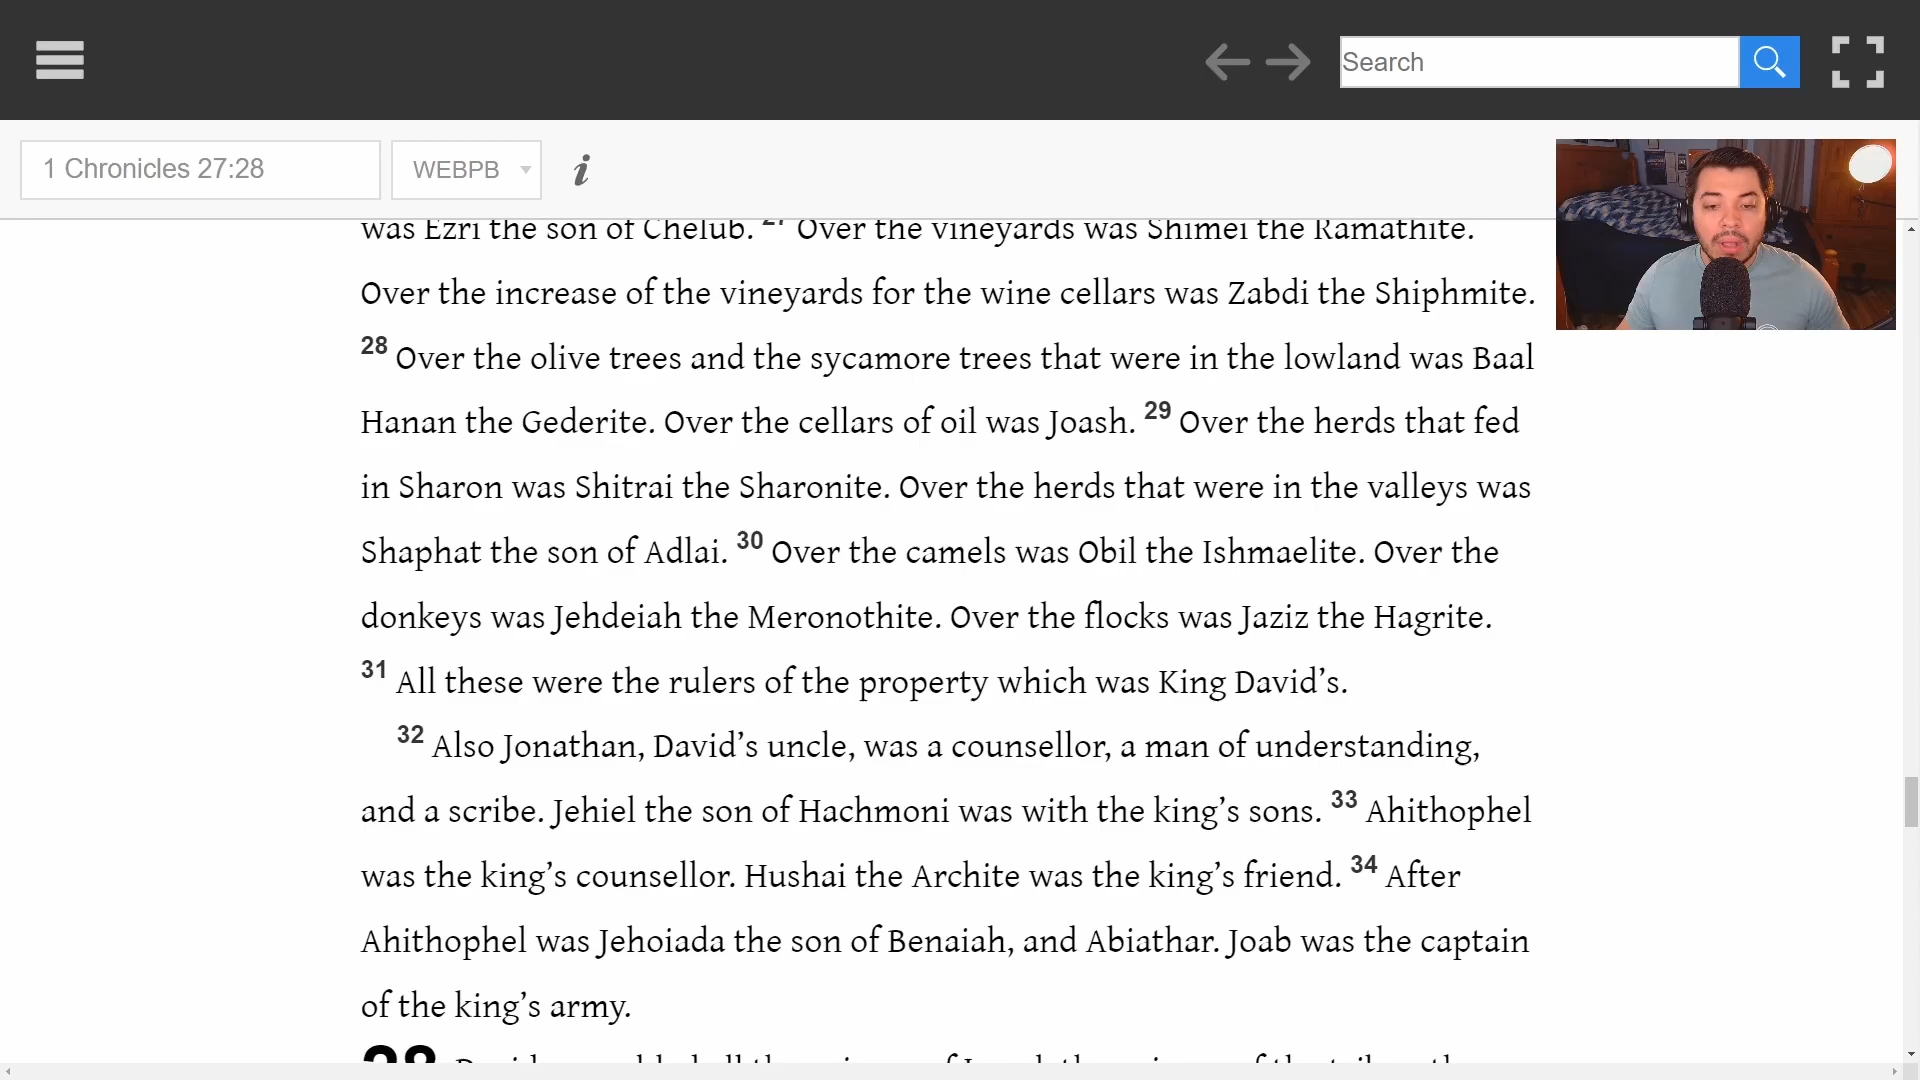 Search
1 Chronicles 27:28
WEBPB
i
was Ezri the son of Chelub. 27 Over the vineyards was Shimei the Ramathite.
Over the increase of the vineyards for the wine cellars was Zabdi the Shiphmite.
28 Over the olive trees and the sycamore trees that were in the lowland was Baal
Hanan the Gederite. Over the cellars of oil was Joash. 29 Over the herds that fed
in Sharon was Shitrai the Sharonite. Over the herds that were in the valleys was
Shaphat the son of Adlai. 30 Over the camels was Obil the Ishmaelite. Over the
donkeys was Jehdeiah the Meronothite. Over the flocks was Jaziz the Hagrite.
31 All these were the rulers of the property which was King David’s.
32 Also Jonathan, David’s uncle, was a counsellor, a man of understanding,
and a scribe. Jehiel the son of Hachmoni was with the king’s sons. 33 Ahithophel
was the king’s counsellor. Hushai the Archite was the king’s friend. 34 After
Ahithophel was Jehoiada the son of Benaiah, and Abiathar. Joab was the captain
of the king’s army.